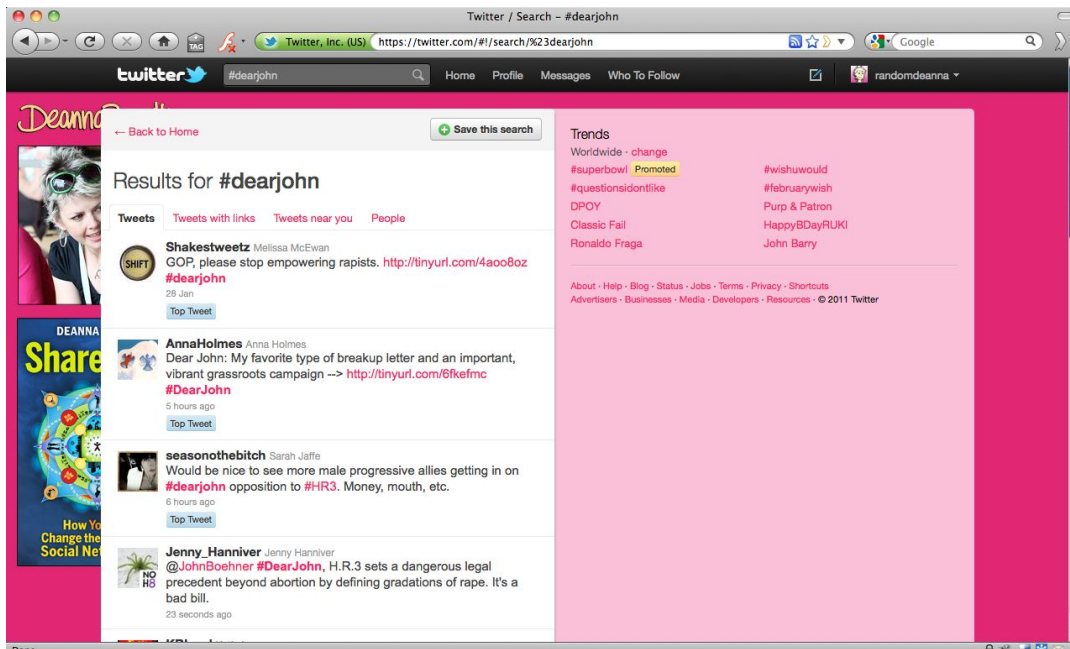 Twitter / Search – #dearjohn
TAG
Twitter, Inc. (US) https://twitter.com/#!/search/%23dearjohn
Google
twitter
#dearjohn
Home Profile Messages Who To Follow
randomdeanna
Deanna
← Back to Home
Save this search
Results for #dearjohn
Tweets Tweets with links Tweets near you People
SHIFT
Shakestweetz Melissa McEwan
GOP, please stop empowering rapists. http://tinyurl.com/4aoo8oz
#dearjohn
28 Jan
Top Tweet
AnnaHolmes Anna Holmes
Dear John: My favorite type of breakup letter and an important,
vibrant grassroots campaign --> http://tinyurl.com/6fkefmc
#DearJohn
5 hours ago
Top Tweet
seasonothebitch Sarah Jaffe
Would be nice to see more male progressive allies getting in on
#dearjohn opposition to #HR3. Money, mouth, etc.
6 hours ago
Top Tweet
NO
H8
Jenny_Hanniver Jenny Hanniver
@JohnBoehner #DearJohn, H.R.3 sets a dangerous legal
precedent beyond abortion by defining gradations of rape. It's a
bad bill.
23 seconds ago
DEANNA
Share
How Yo
Change the
Social Net
Trends
Worldwide · change
#superbowl Promoted
#questionsidontlike
DPOY
Classic Fail
Ronaldo Fraga
#wishuwould
#februarywish
Purp & Patron
HappyBDayRUKI
John Barry
About · Help · Blog · Status · Jobs · Terms · Privacy · Shortcuts
Advertisers · Businesses · Media · Developers · Resources · © 2011 Twitter